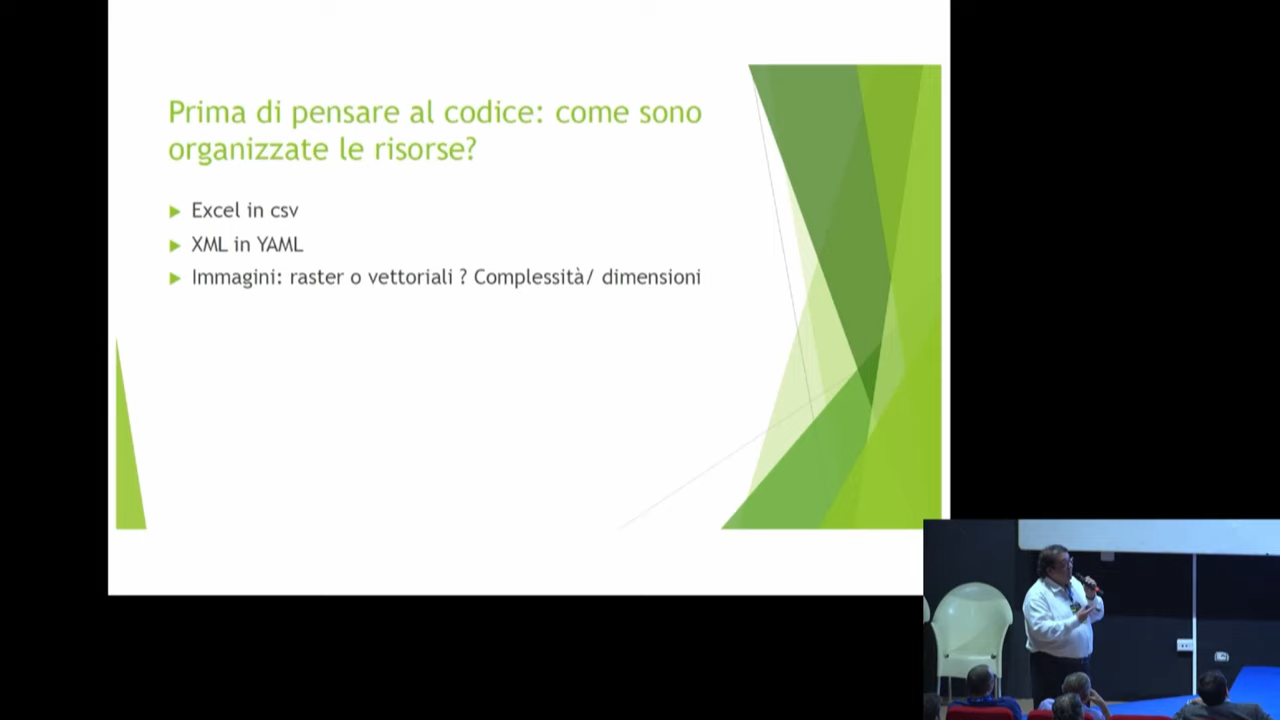 Prima di pensare al codice: come sono
organizzate le risorse?
Excel in csv
XML in YAML
Immagini: raster o vettoriali ? Complessità/ dimensioni